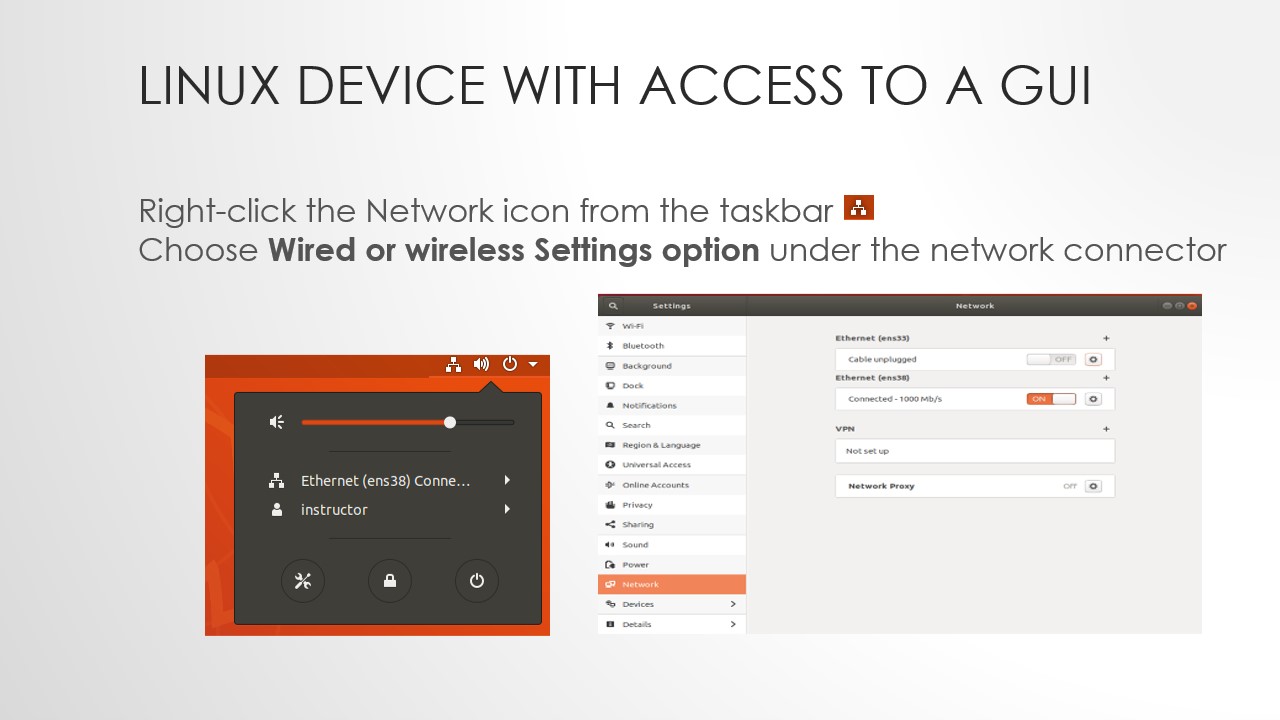 LINUX DEVICE WITH ACCESS TO A GUI
Right-click the Network icon from the taskbar
Choose Wired or wireless Settings option under the network connector
Ethernet (ens38) Conne...
instructor
Settings
Network
Wi-Fi
Bluetooth
Background
Dock
Notifications
Search
Region & Language
Universal Access
Online Accounts
Privacy
Sharing
Sound
Power
Network
Devices
Details
Ethernet (ens33)
Cable unplugged OFF
Ethernet (ens38)
Connected - 1000 Mb/s ON
VPN
Not set up
Network Proxy Off